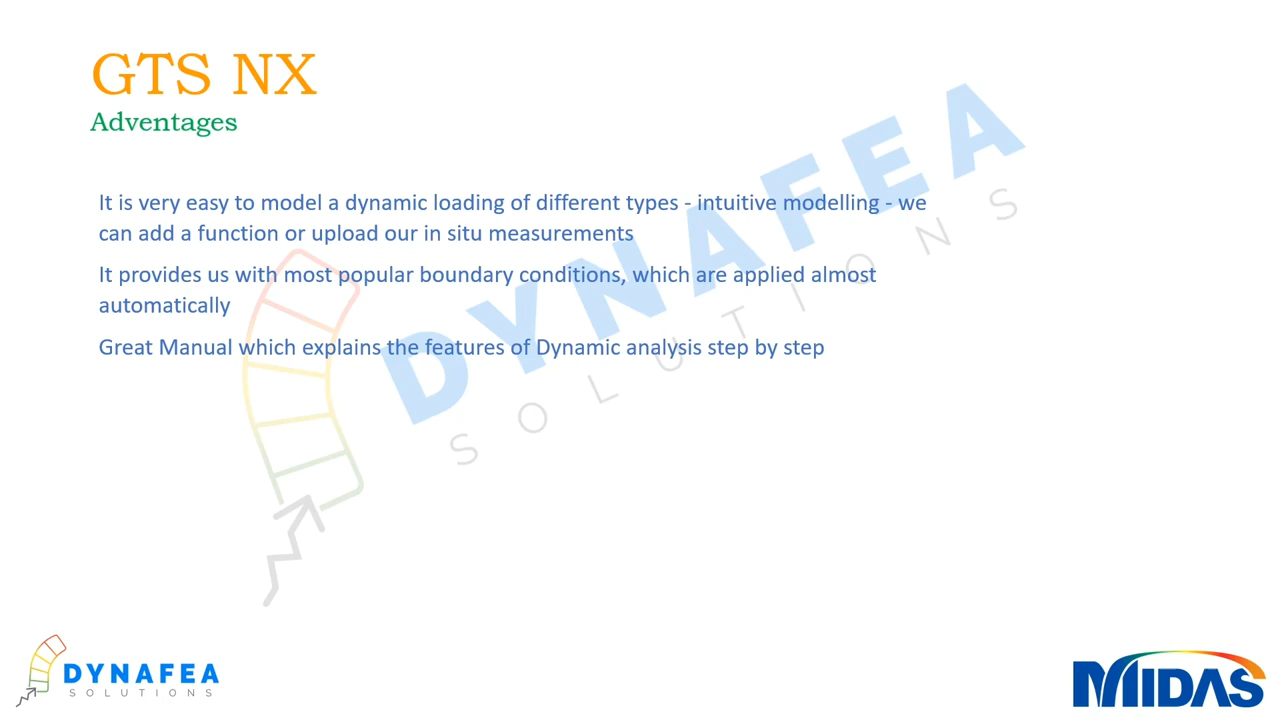 GTS NX
Adventages
It is very easy to model a dynamic loading of different types - intuitive modelling - we
can add a function or upload our in situ measurements
It provides us with most popular boundary conditions, which are applied almost
automatically
Great Manual which explains the features of Dynamic analysis step by step
DYNAFEA
SOLUTIONS
DYNAFEA
SOLUTIONS
MIDAS